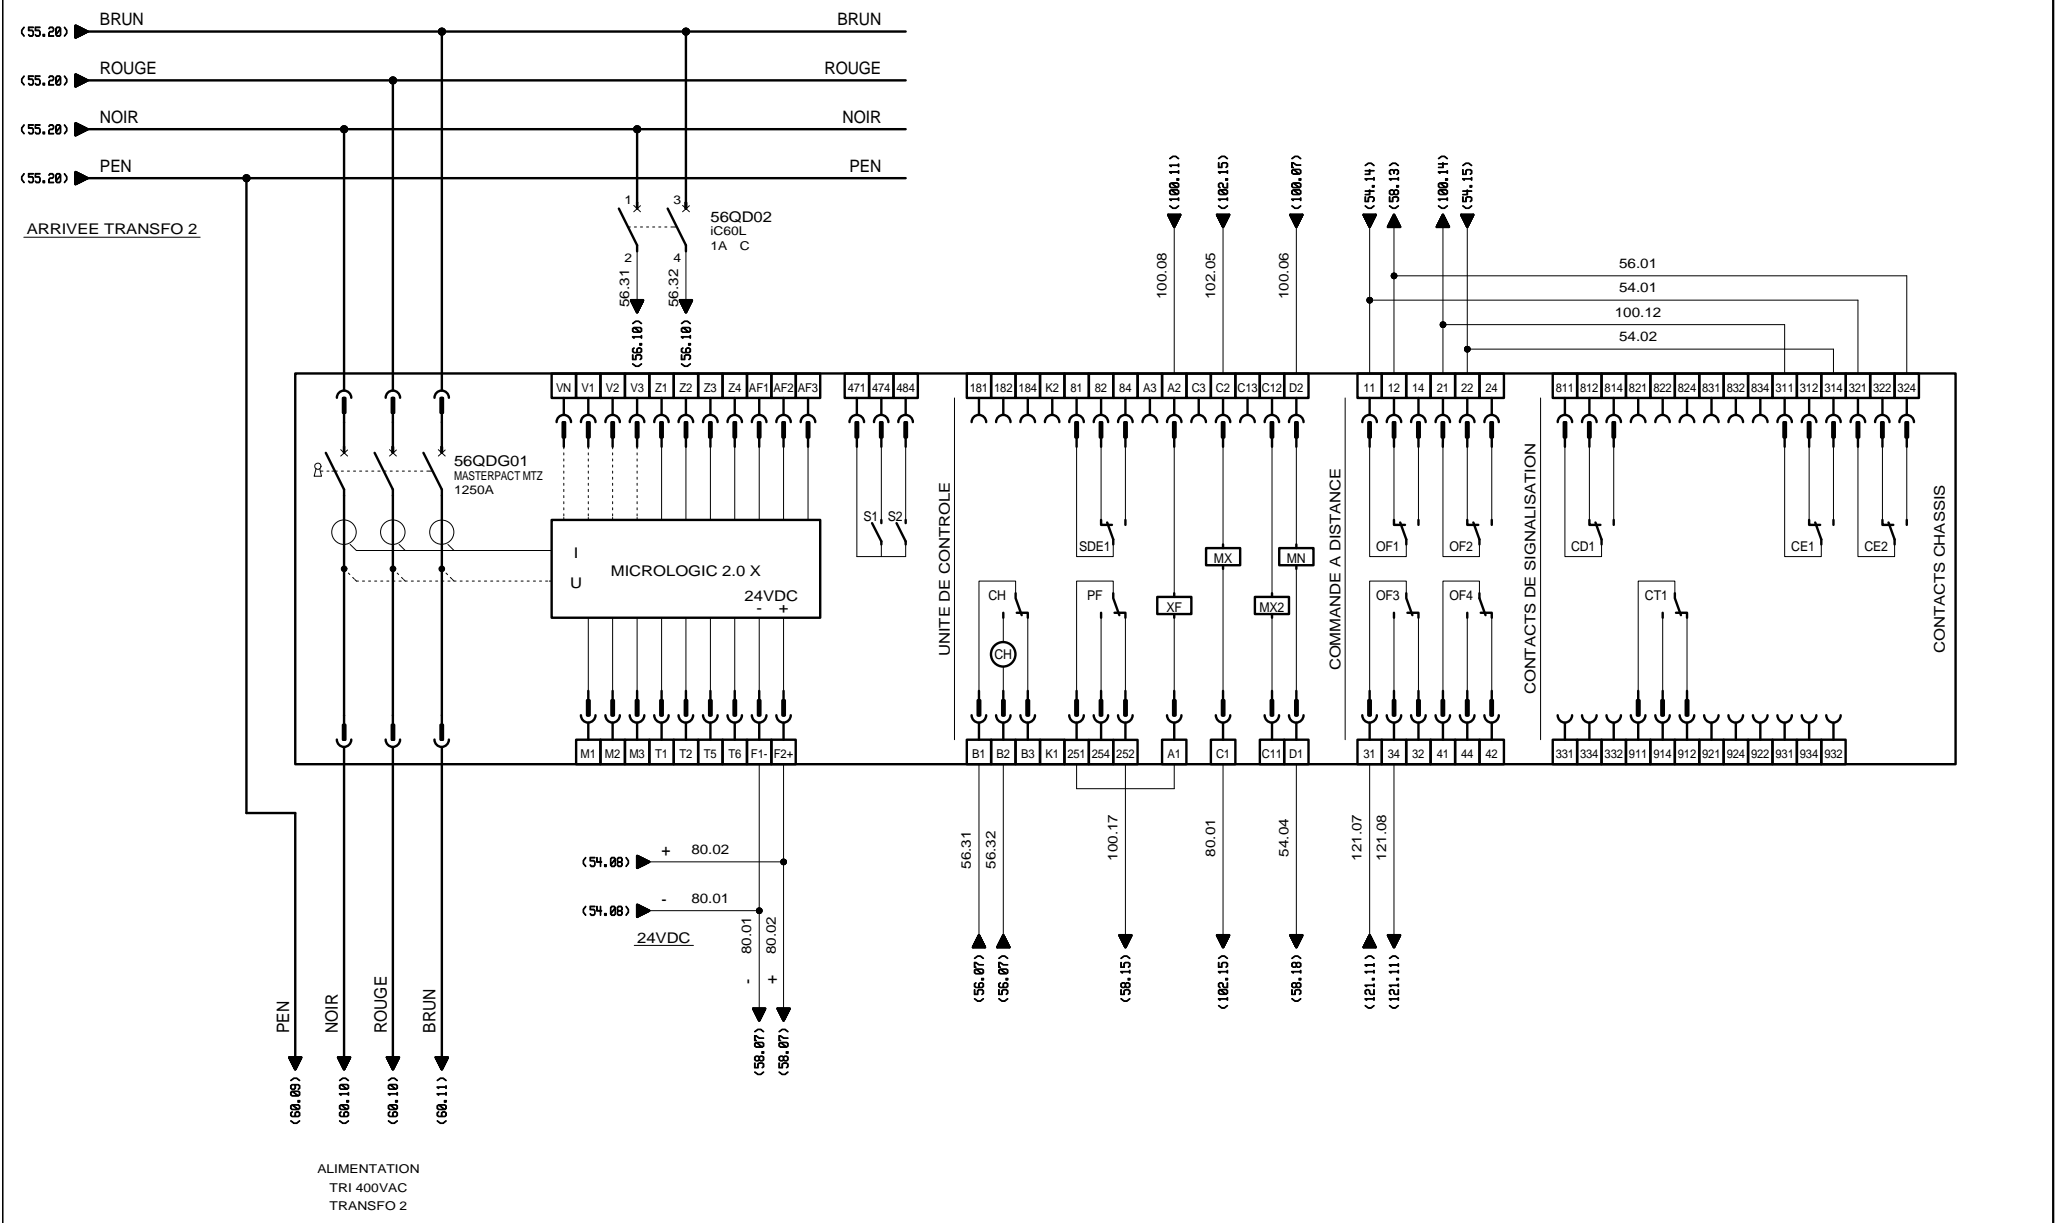 (55.20) BRUN BRUN
(55.20) ROUGE ROUGE
(55.20) NOIR NOIR
(55.20) PEN PEN
ARRIVEE TRANSFO 2
1 3
56QD02
iC60L
1A C
2 4
56.31 56.32
(56.10) (56.10)
(100.11) (102.15) (100.07) (54.14) (58.13) (100.14) (54.15)
100.08 102.05 100.06
56.01
54.01
100.12
54.02
VN V1 V2 V3 Z1 Z2 Z3 Z4 AF1 AF2 AF3
471 474 484
181 182 184 K2 81 82 84 A3 A2 C3 C2 C13 C12 D2
11 12 14 21 22 24
811 812 814 821 822 824 831 832 834 311 312 314 321 322 324
56QDG01
MASTERPACT MTZ
1250A
S1 S2
I
U
MICROLOGIC 2.0 X
24VDC
- +
UNITE DE CONTROLE
SDE1
MX MN
XF MX2
CH
CH
PF
COMMANDE A DISTANCE
OF1 OF2
OF3 OF4
CONTACTS DE SIGNALISATION
CD1 CE1 CE2
CT1
CONTACTS CHASSIS
M1 M2 M3 T1 T2 T5 T6 F1- F2+
B1 B2 B3 K1 251 254 252 A1 C1 C11 D1
31 34 32 41 44 42
331 334 332 911 914 912 921 924 922 931 934 932
(54.08) + 80.02
(54.08) - 80.01
24VDC
80.01 80.02
- +
(58.07) (58.07)
56.31 56.32 100.17 80.01 54.04 121.07 121.08
(56.07) (56.07) (58.15) (102.15) (58.18) (121.11) (121.11)
PEN NOIR ROUGE BRUN
(60.09) (60.10) (60.10) (60.11)
ALIMENTATION
TRI 400VAC
TRANSFO 2